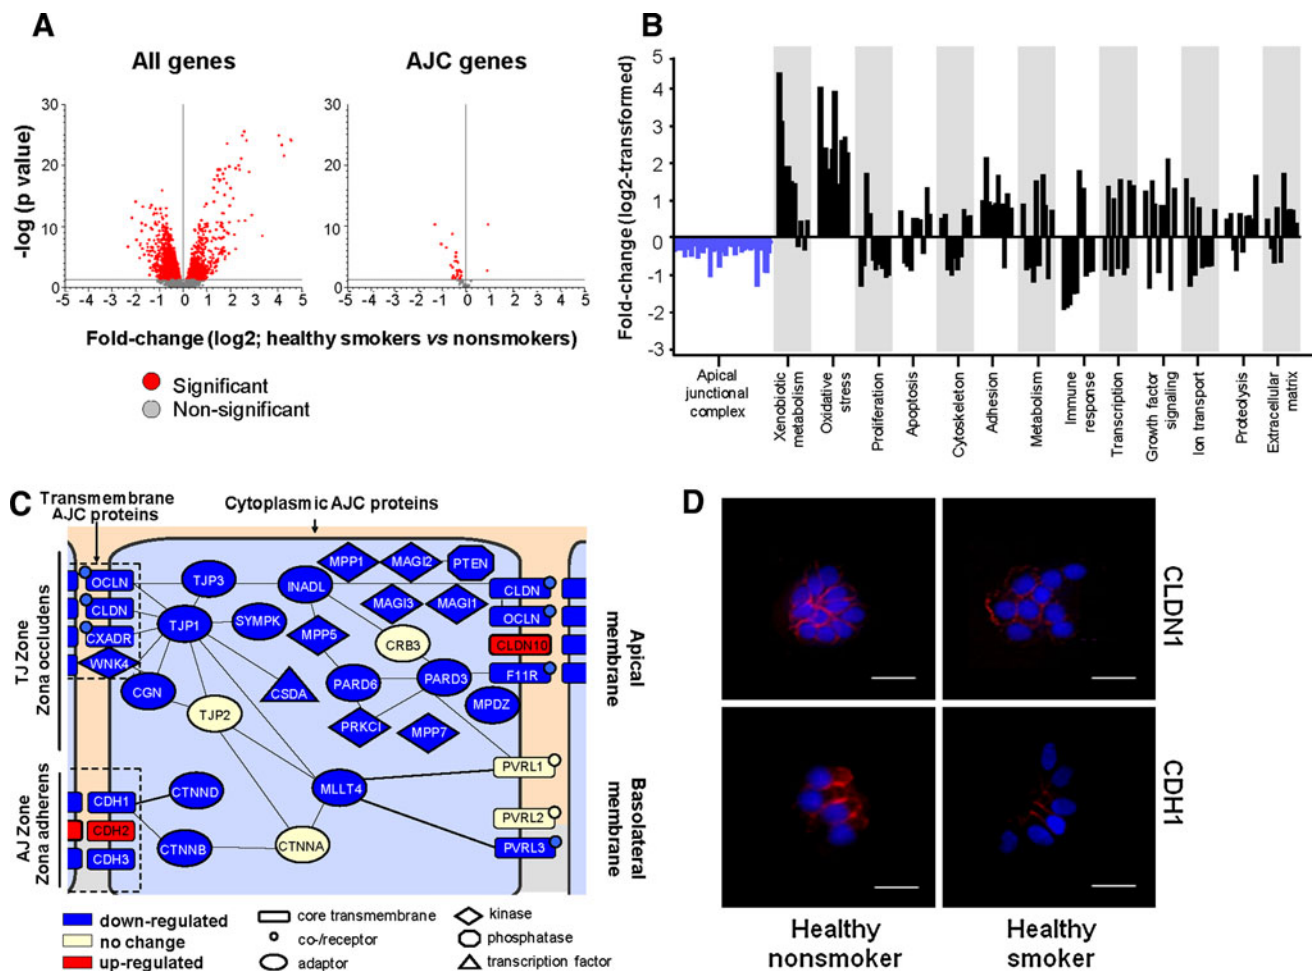 A
All genes
AJC genes
-log (p value)
30
20
10
0
-5 -4 -3 -2 -1 0 1 2 3 4 5
30
20
10
0
-5 -4 -3 -2 -1 0 1 2 3 4 5
Fold-change (log2; healthy smokers vs nonsmokers)
Significant
Non-significant
B
Fold-change (log2-transformed)
5
4
3
2
1
0
-1
-2
-3
Apical
junctional
complex
Xenobiotic
metabolism
Oxidative
stress
Proliferation
Apoptosis
Cytoskeleton
Adhesion
Metabolism
Immune
response
Transcription
Growth factor
signaling
Ion transport
Proteolysis
Extracellular
matrix
C
Transmembrane
AJC proteins
Cytoplasmic AJC proteins
TJ Zone
Zona occludens
AJ Zone
Zona adherens
Apical
membrane
Basolateral
membrane
OCLN
CLDN
CXADR
WNK4
CGN
TJP3
TJP1
SYMPK
TJP2
INADL
MPP1
MAGI2
PTEN
MAGI3
MAGI1
MPP5
CRB3
CSDA
PARD6
PARD3
PRKCI
MPP7
MPDZ
CLDN
OCLN
CLDN10
F11R
PVRL1
PVRL2
PVRL3
MLLT4
CTNNA
CDH1
CDH2
CDH3
CTNND
CTNNB
down-regulated
no change
up-regulated
core transmembrane
co-/receptor
adaptor
kinase
phosphatase
transcription factor
D
CLDN1
CDH1
Healthy
nonsmoker
Healthy
smoker